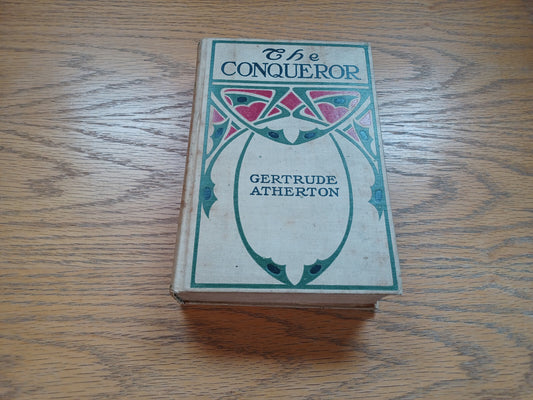 The
CONQUEROR
GERTRUDE
ATHERTON